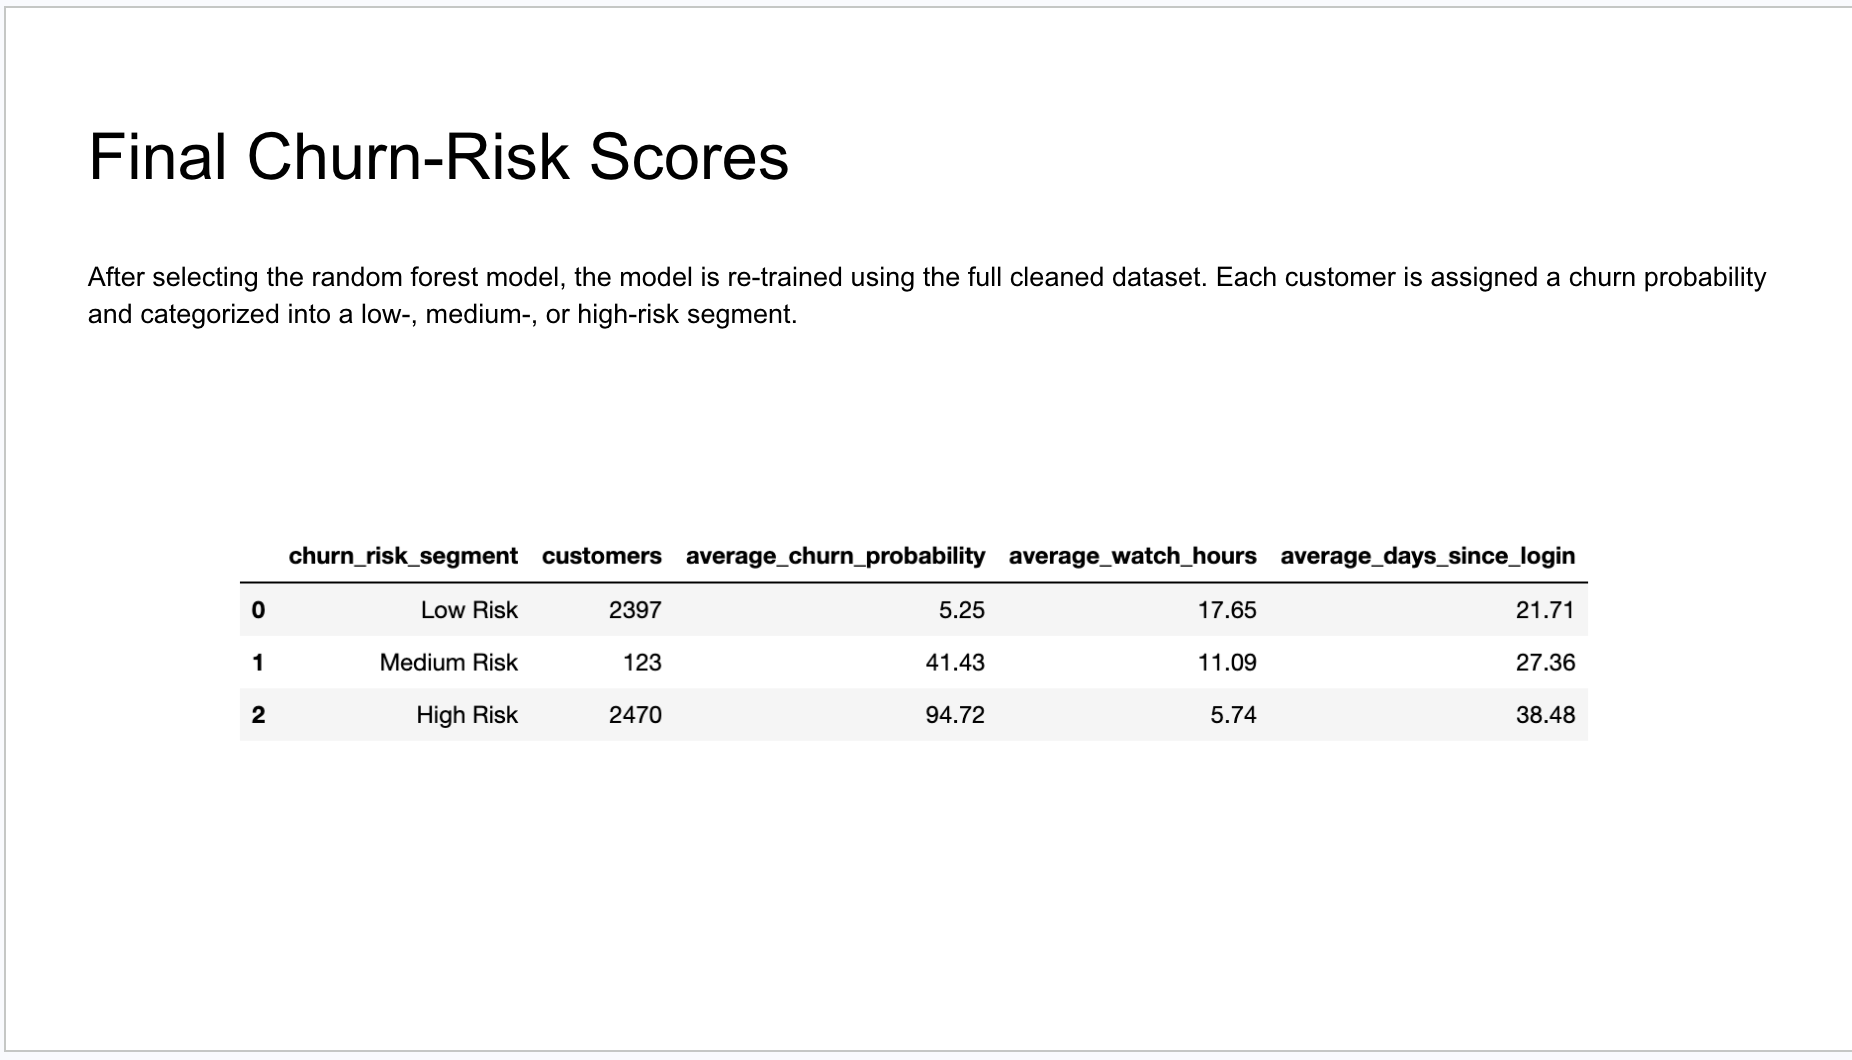 Final Churn-Risk Scores
After selecting the random forest model, the model is re-trained using the full cleaned dataset. Each customer is assigned a churn probability
and categorized into a low-, medium-, or high-risk segment.
churn_risk_segment customers average_churn_probability average_watch_hours average_days_since_login
0 Low Risk 2397 5.25 17.65 21.71
1 Medium Risk 123 41.43 11.09 27.36
2 High Risk 2470 94.72 5.74 38.48